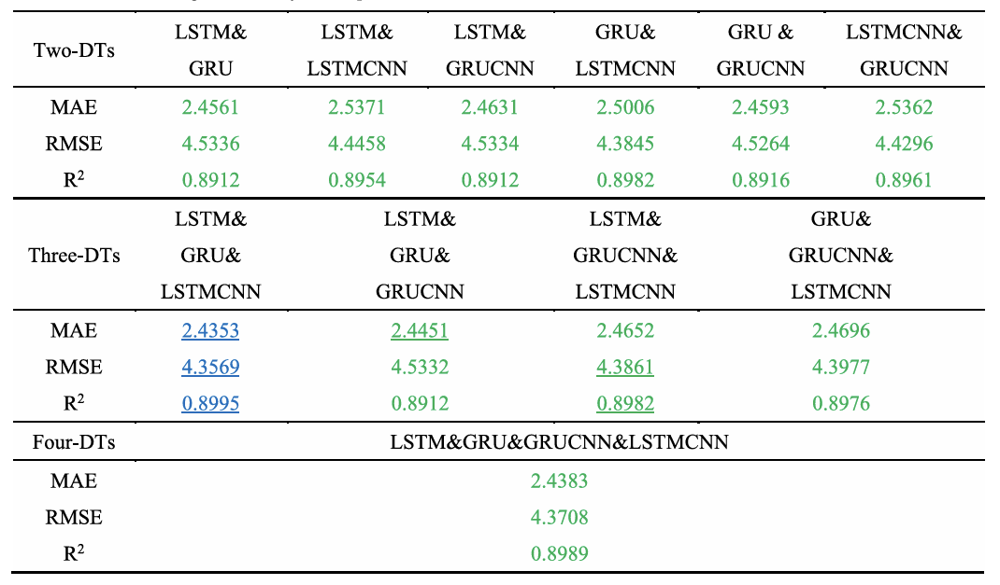 Two-DTs LSTM& GRU LSTM& LSTMCNN LSTM& GRUCNN GRU& LSTMCNN GRU & GRUCNN LSTMCNN& GRUCNN
MAE 2.4561 2.5371 2.4631 2.5006 2.4593 2.5362
RMSE 4.5336 4.4458 4.5334 4.3845 4.5264 4.4296
R² 0.8912 0.8954 0.8912 0.8982 0.8916 0.8961
Three-DTs LSTM& GRU& LSTMCNN LSTM& GRU& GRUCNN LSTM& GRUCNN& LSTMCNN GRU& GRUCNN& LSTMCNN
MAE 2.4353 2.4451 2.4652 2.4696
RMSE 4.3569 4.5332 4.3861 4.3977
R² 0.8995 0.8912 0.8982 0.8976
Four-DTs LSTM&GRU&GRUCNN&LSTMCNN
MAE 2.4383
RMSE 4.3708
R² 0.8989